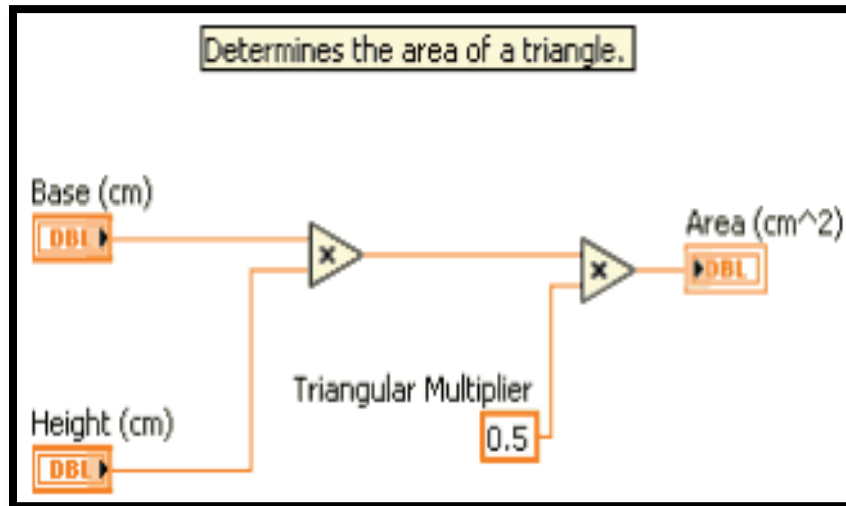 Determines the area of a triangle.
Base (cm)
DBL
×
×
Area (cm^2)
DBL
Triangular Multiplier
0.5
Height (cm)
DBL